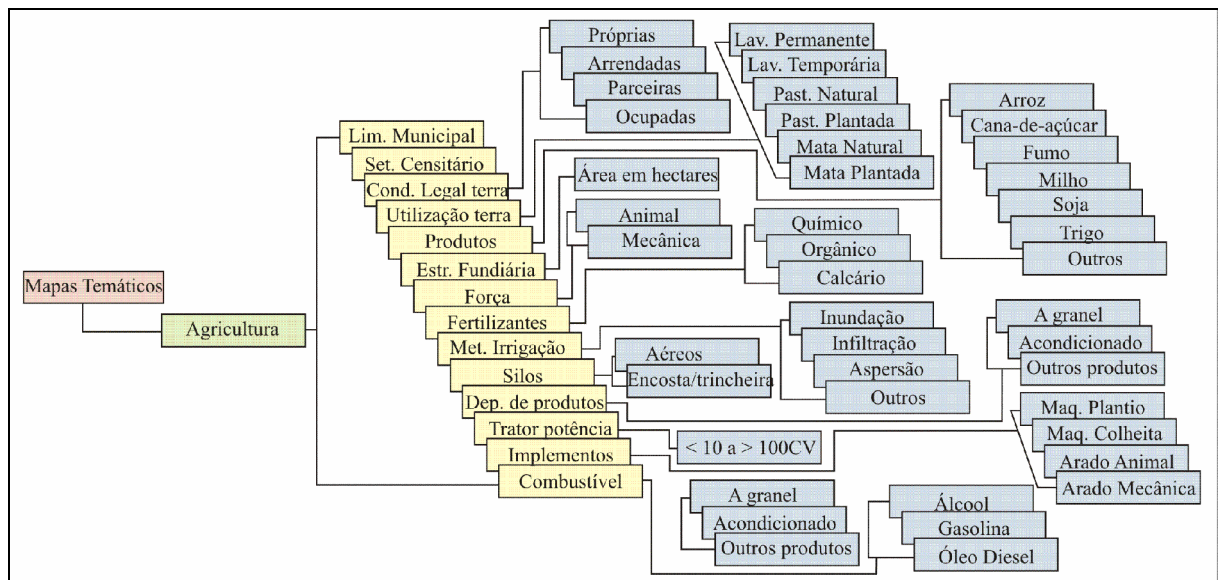 Mapas Temáticos
Agricultura
Lim. Municipal
Set. Censitário
Cond. Legal terra
Utilização terra
Produtos
Estr. Fundiária
Força
Fertilizantes
Met. Irrigação
Silos
Dep. de produtos
Trator potência
Implementos
Combustível
Próprias
Arrendadas
Parceiras
Ocupadas
Lav. Permanente
Lav. Temporária
Past. Natural
Past. Plantada
Mata Natural
Mata Plantada
Arroz
Cana-de-açúcar
Fumo
Milho
Soja
Trigo
Outros
Área em hectares
Animal
Mecânica
Químico
Orgânico
Calcário
Inundação
Infiltração
Aspersão
Outros
Aércos
Encosta/trincheira
A granel
Acondicionado
Outros produtos
< 10 a > 100CV
Maq. Plantio
Maq. Colheita
Arado Animal
Arado Mecânica
A granel
Acondicionado
Outros produtos
Álcool
Gasolina
Óleo Diesel